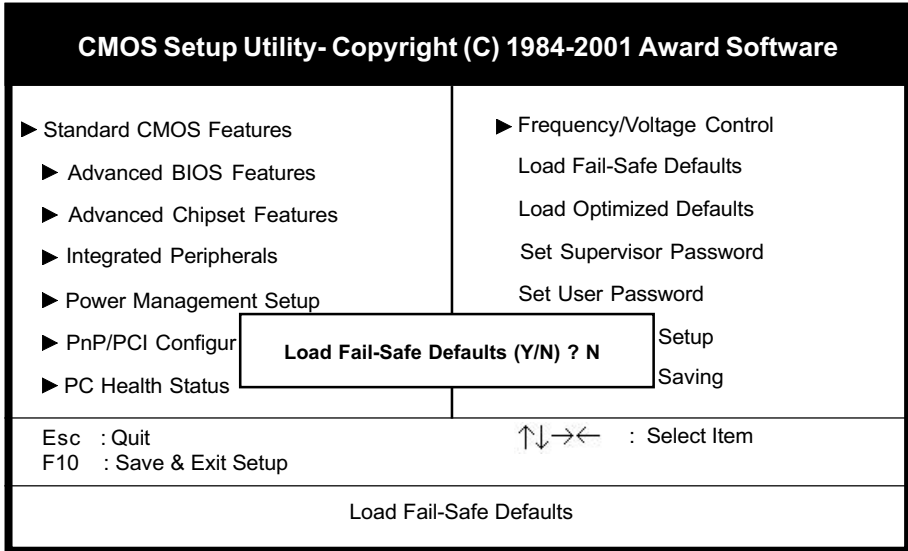 CMOS Setup Utility- Copyright (C) 1984-2001 Award Software
▶ Standard CMOS Features
▶ Advanced BIOS Features
▶ Advanced Chipset Features
▶ Integrated Peripherals
▶ Power Management Setup
▶ PnP/PCI Configur
▶ PC Health Status
▶ Frequency/Voltage Control
Load Fail-Safe Defaults
Load Optimized Defaults
Set Supervisor Password
Set User Password
Setup
Saving
Load Fail-Safe Defaults (Y/N) ? N
Esc : Quit
F10 : Save & Exit Setup
↑↓→← : Select Item
Load Fail-Safe Defaults